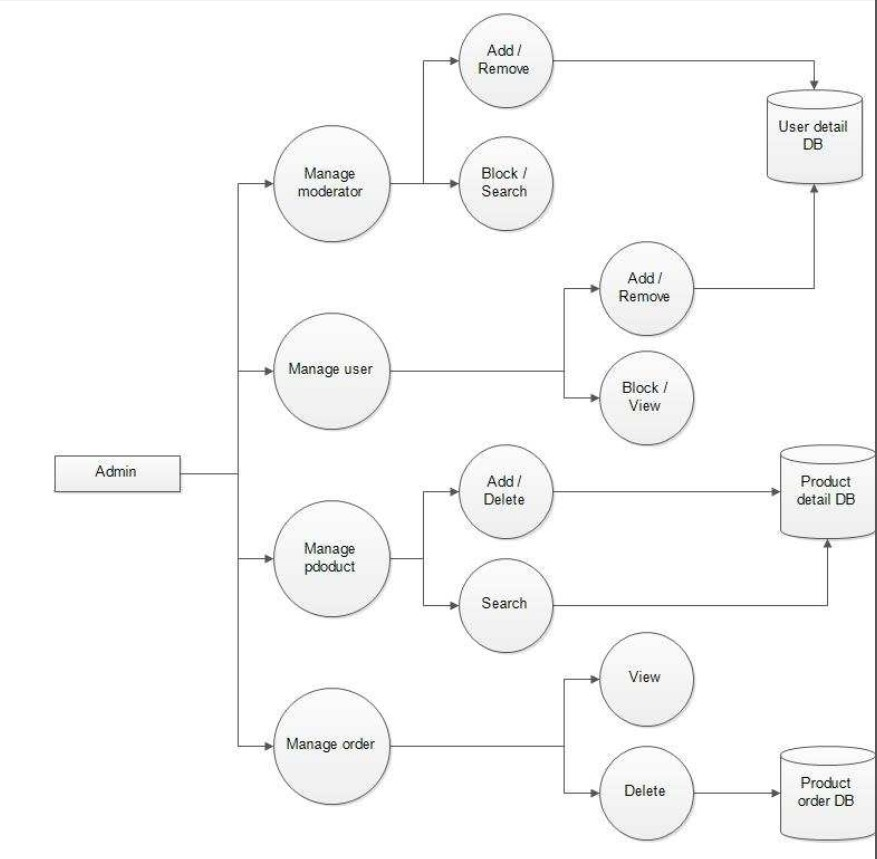 Add /
Remove
User detail
DB
Manage
moderator
Block /
Search
Add /
Remove
Manage user
Block /
View
Admin
Add /
Delete
Product
detail DB
Manage
pdoduct
Search
View
Manage order
Delete
Product
order DB